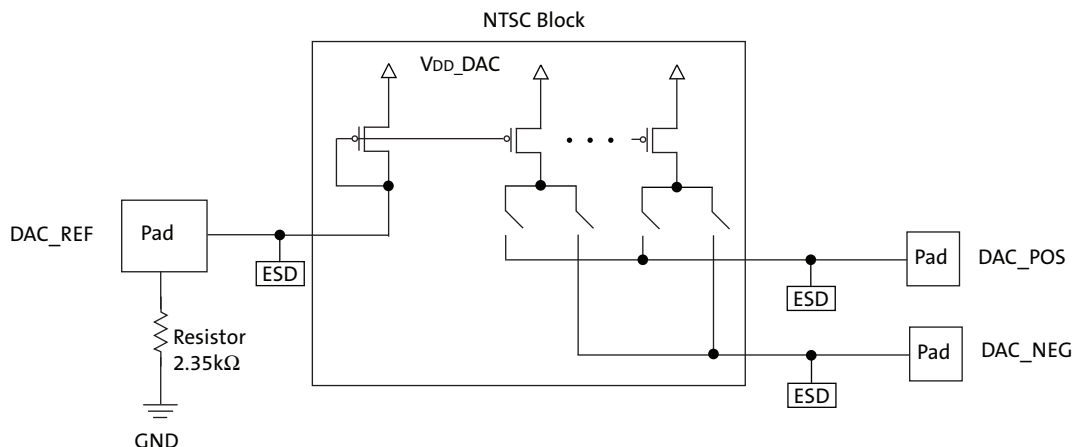 NTSC Block
VDD_DAC
DAC_REF
Pad
ESD
Resistor
2.35kΩ
GND
Pad
DAC_POS
ESD
Pad
DAC_NEG
ESD